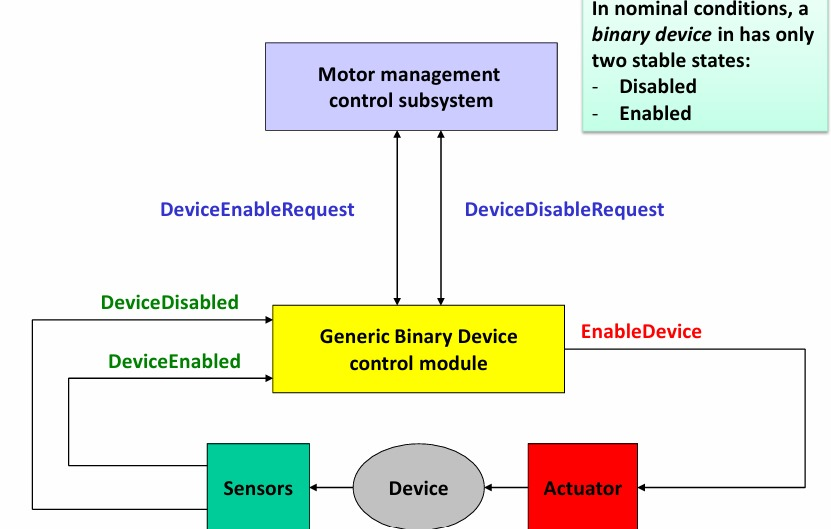 In nominal conditions, a
binary device in has only
two stable states:
- Disabled
- Enabled
Motor management
control subsystem
DeviceEnableRequest
DeviceDisableRequest
DeviceDisabled
DeviceEnabled
Generic Binary Device
control module
EnableDevice
Sensors
Device
Actuator